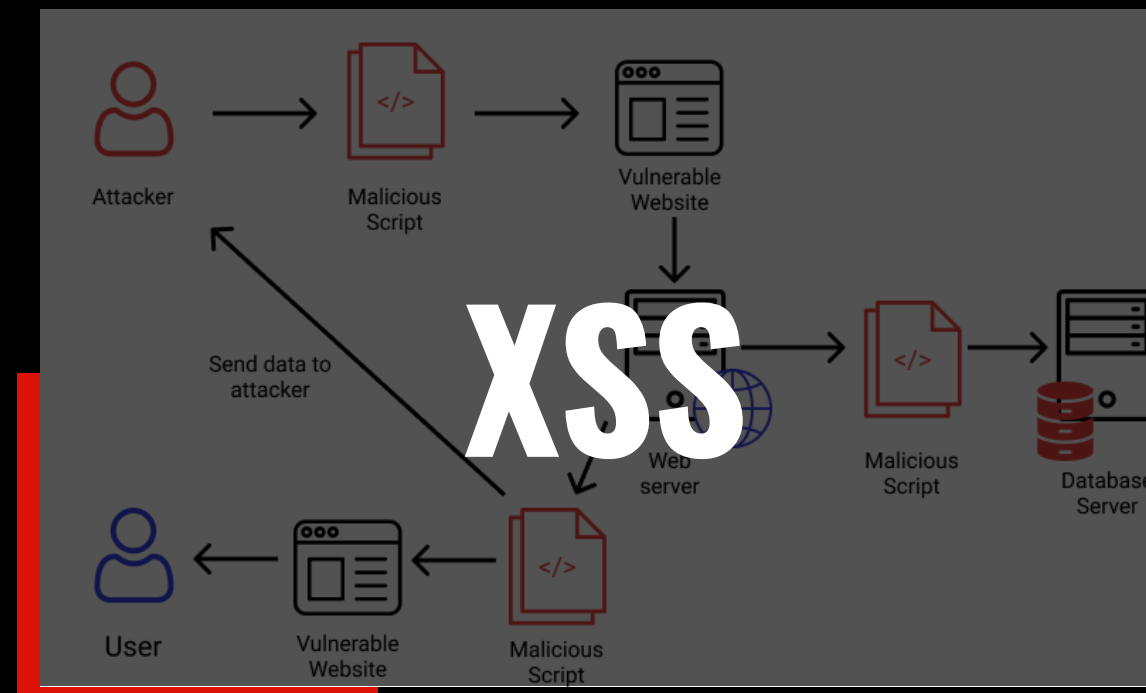 </>
Attacker
Malicious
Script
Vulnerable
Website
XSS
Send data to
attacker
</>
Web
server
Malicious
Script
Database
Server
</>
User
Vulnerable
Website
Malicious
Script